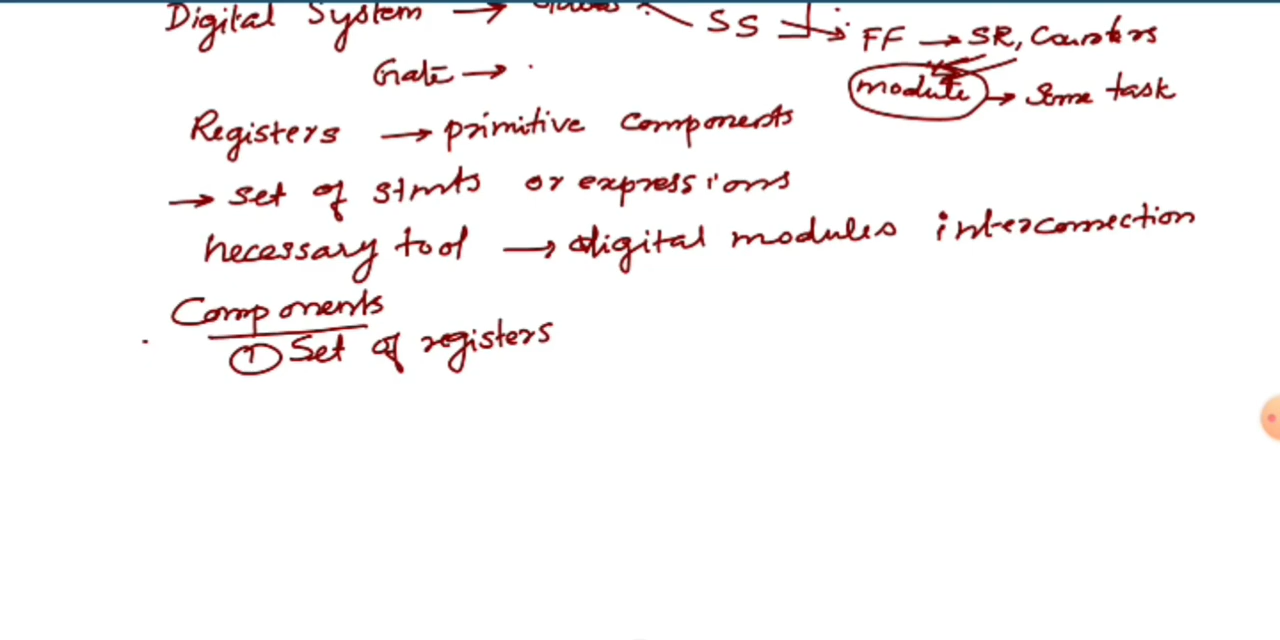 Digital System →
SS → FF → SR, Counters
Gate →
module → Some task
Registers → primitive components
→ set of stmts or expressions
necessary tool → digital modules interconnection
Components
① Set of registers